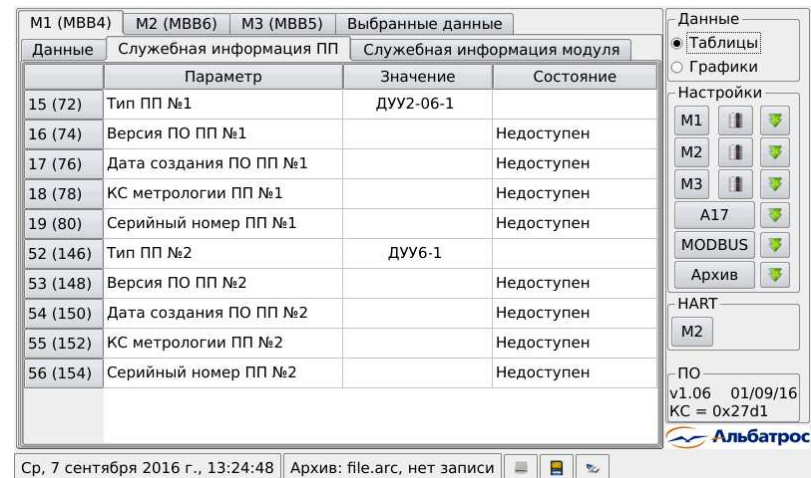 М1 (МВВ4) М2 (МВВ6) М3 (МВВ5) Выбранные данные
Данные Служебная информация ПП Служебная информация модуля
Параметр Значение Состояние
15 (72) Тип ПП №1 ДУУ2-06-1
16 (74) Версия ПО ПП №1 Недоступен
17 (76) Дата создания ПО ПП №1 Недоступен
18 (78) КС метрологии ПП №1 Недоступен
19 (80) Серийный номер ПП №1 Недоступен
52 (146) Тип ПП №2 ДУУ6-1
53 (148) Версия ПО ПП №2 Недоступен
54 (150) Дата создания ПО ПП №2 Недоступен
55 (152) КС метрологии ПП №2 Недоступен
56 (154) Серийный номер ПП №2 Недоступен
Данные
Таблицы
Графики
Настройки
М1
М2
М3
А17
MODBUS
Архив
HART
М2
ПО
v1.06 01/09/16
КС = 0x27d1
Альбатрос
Ср, 7 сентября 2016 г., 13:24:48 Архив: file.arc, нет записи